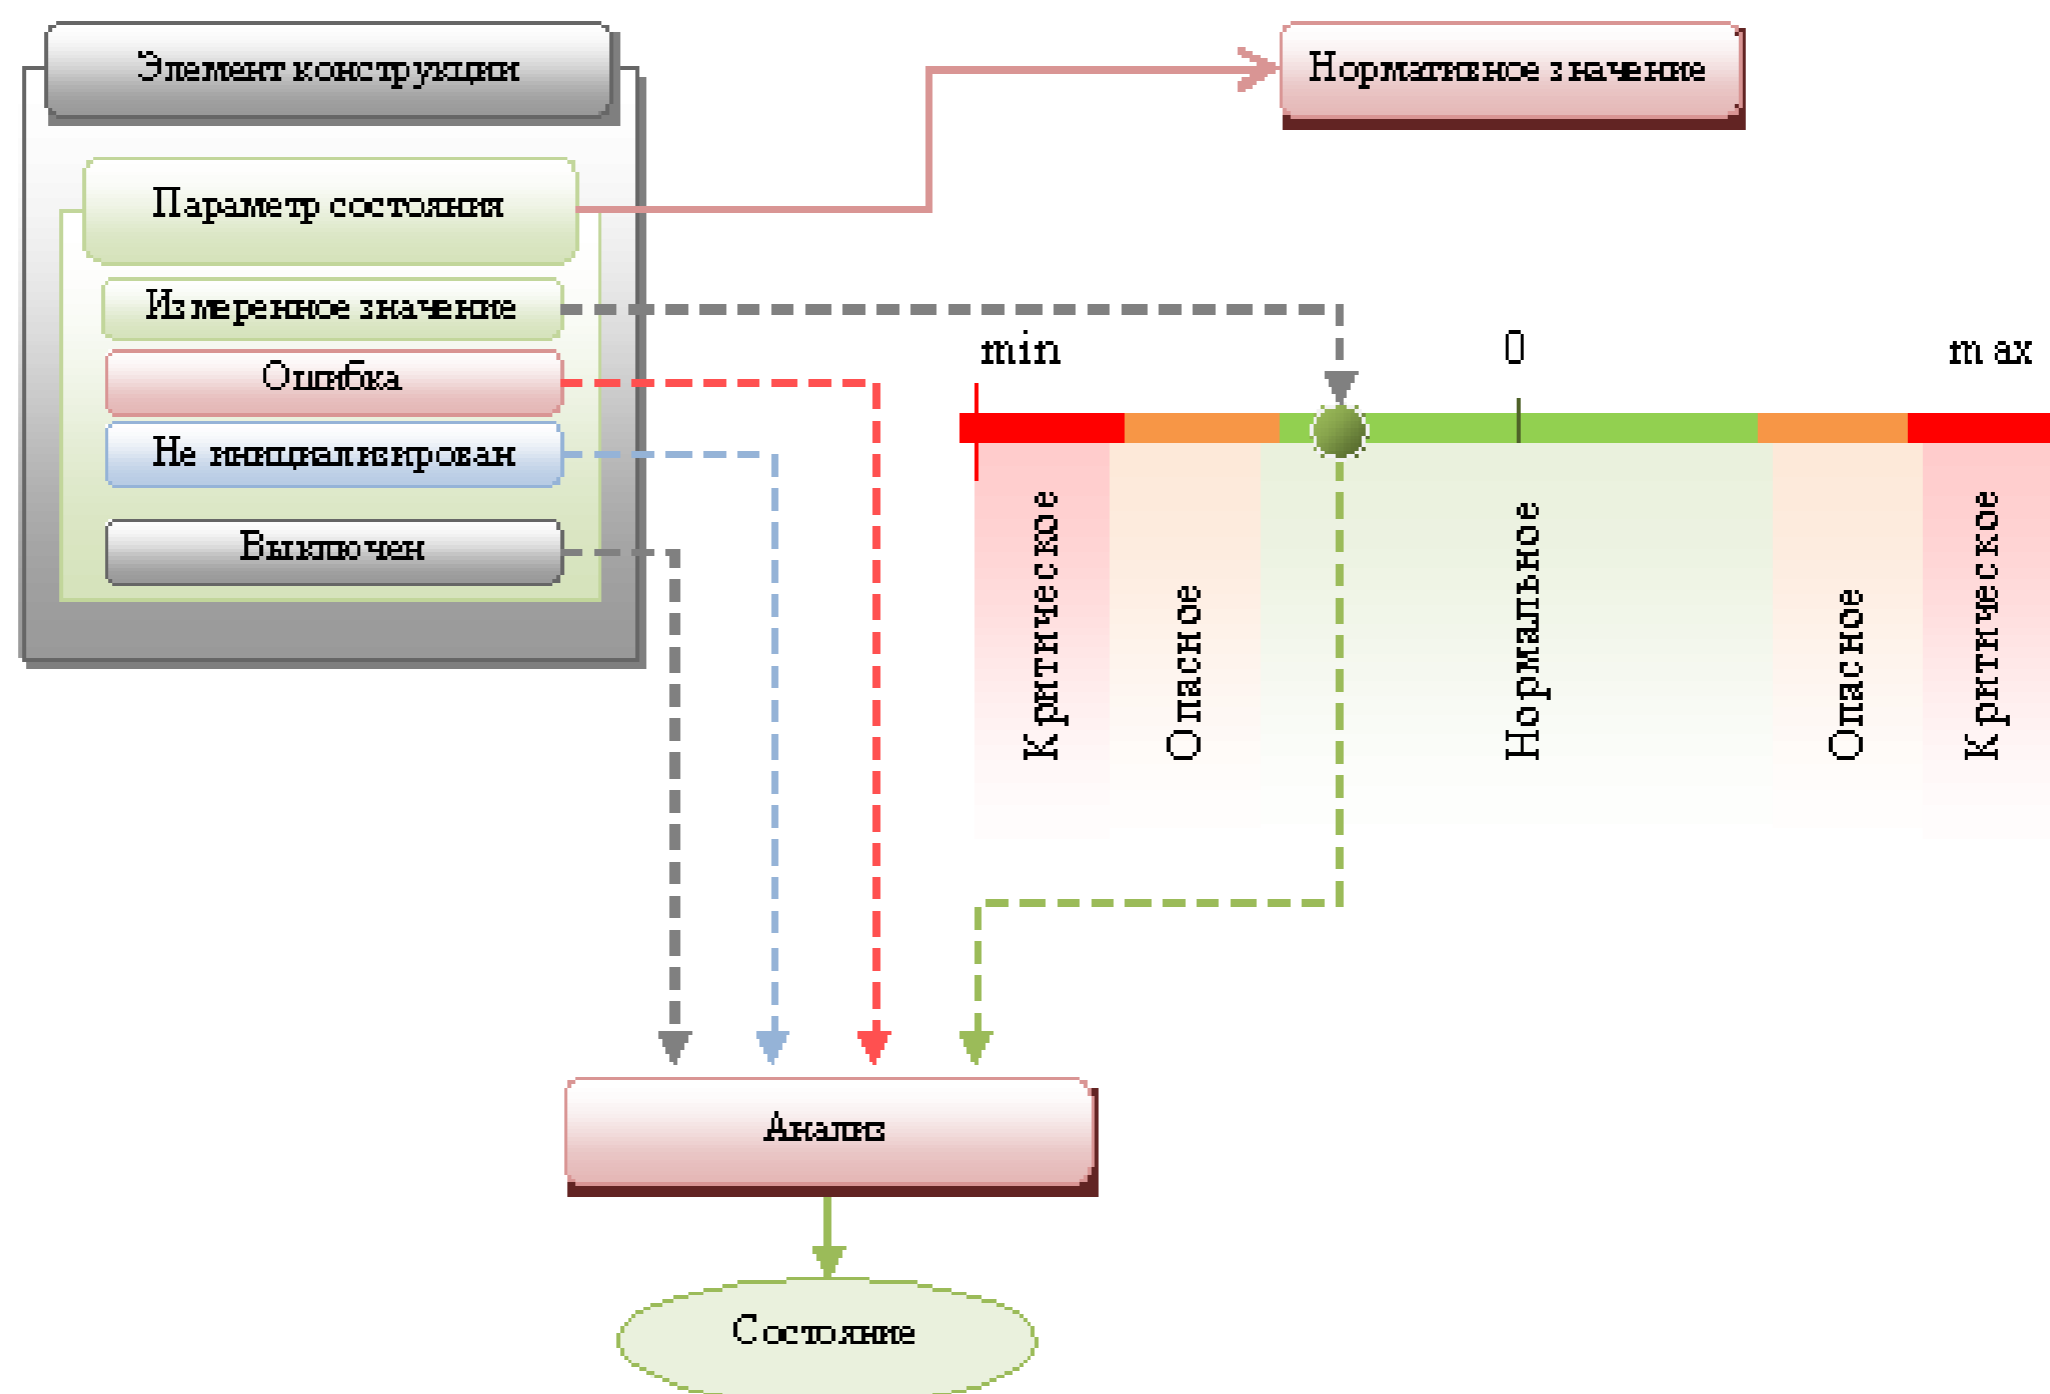 Элемент конструкции
Нормативное значение
Параметр состояния
Измеренное значение
Ошибка
Не инициализирован
Выключен
min
0
max
Критическое
Опасное
Нормальное
Опасное
Критическое
Анализ
Состояние